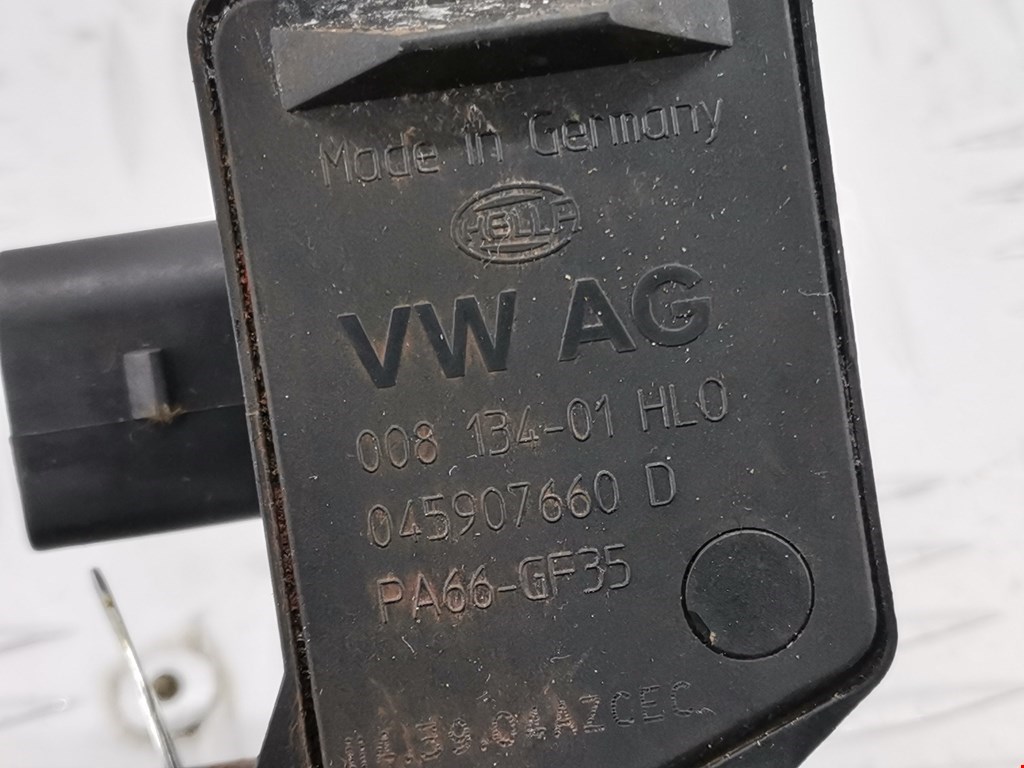 Made in Germany
HELLA
VW AG
008 134-01 HLO
045907660 D
PA66-GF35